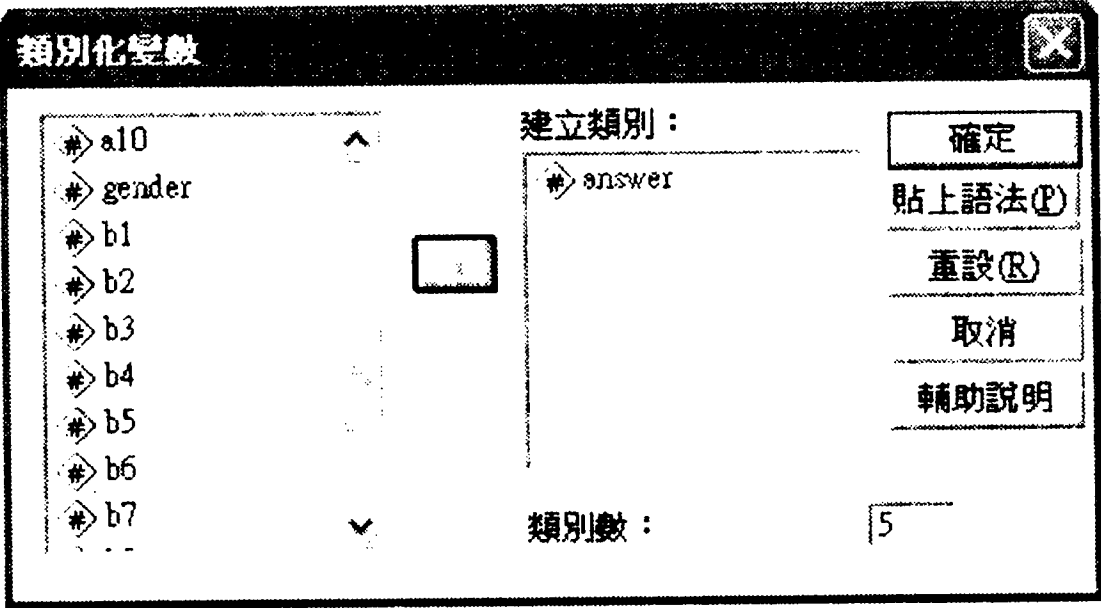 類別化變數
# a10
# gender
# b1
# b2
# b3
# b4
# b5
# b6
# b7
建立類別：
# answer
類別數：
5
確定
貼上語法(P)
重設(R)
取消
輔助說明